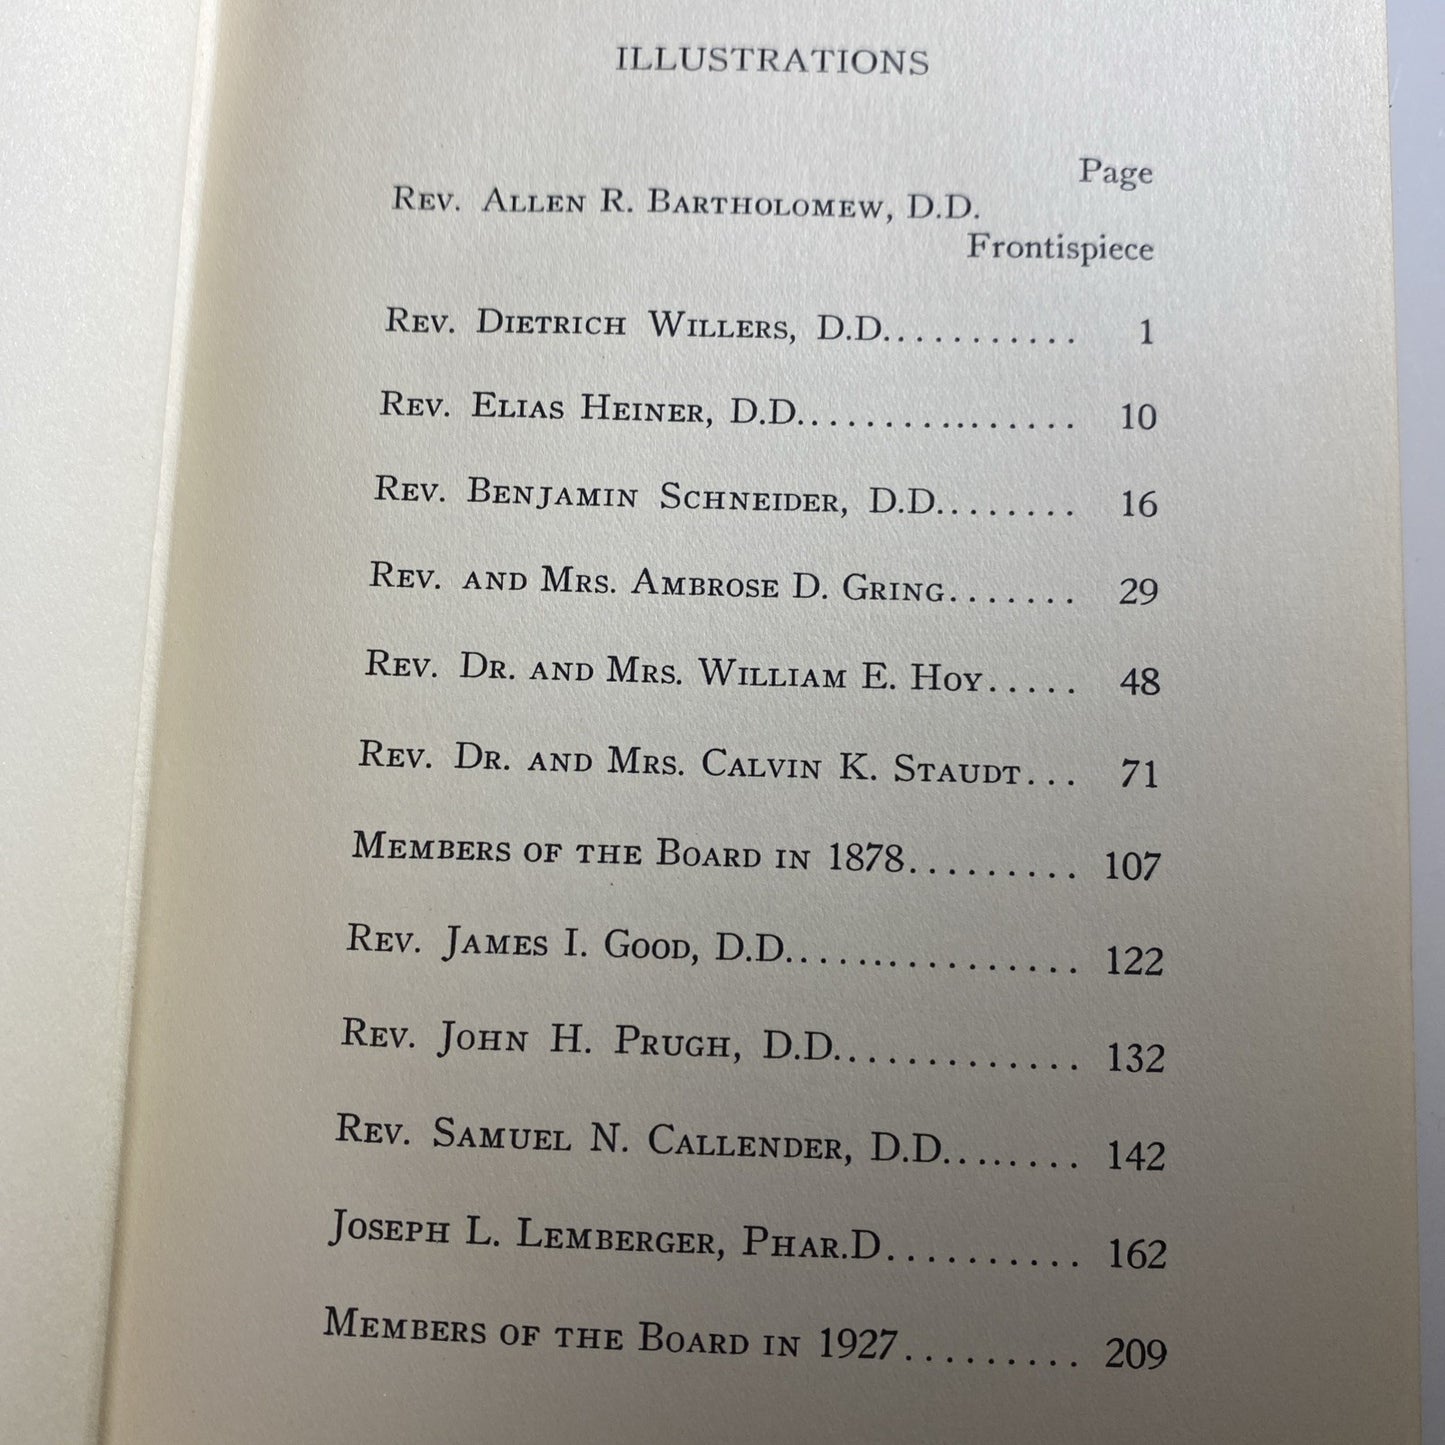 ILLUSTRATIONS
Page
Rev. Allen R. Bartholomew, D.D.
Frontispiece
Rev. Dietrich Willers, D.D........... 1
Rev. Elias Heiner, D.D................ 10
Rev. Benjamin Schneider, D.D........ 16
Rev. and Mrs. Ambrose D. Gring....... 29
Rev. Dr. and Mrs. William E. Hoy..... 48
Rev. Dr. and Mrs. Calvin K. Staudt... 71
Members of the Board in 1878......... 107
Rev. James I. Good, D.D................ 122
Rev. John H. Prugh, D.D............. 132
Rev. Samuel N. Callender, D.D........ 142
Joseph L. Lemberger, Phar.D.......... 162
Members of the Board in 1927......... 209